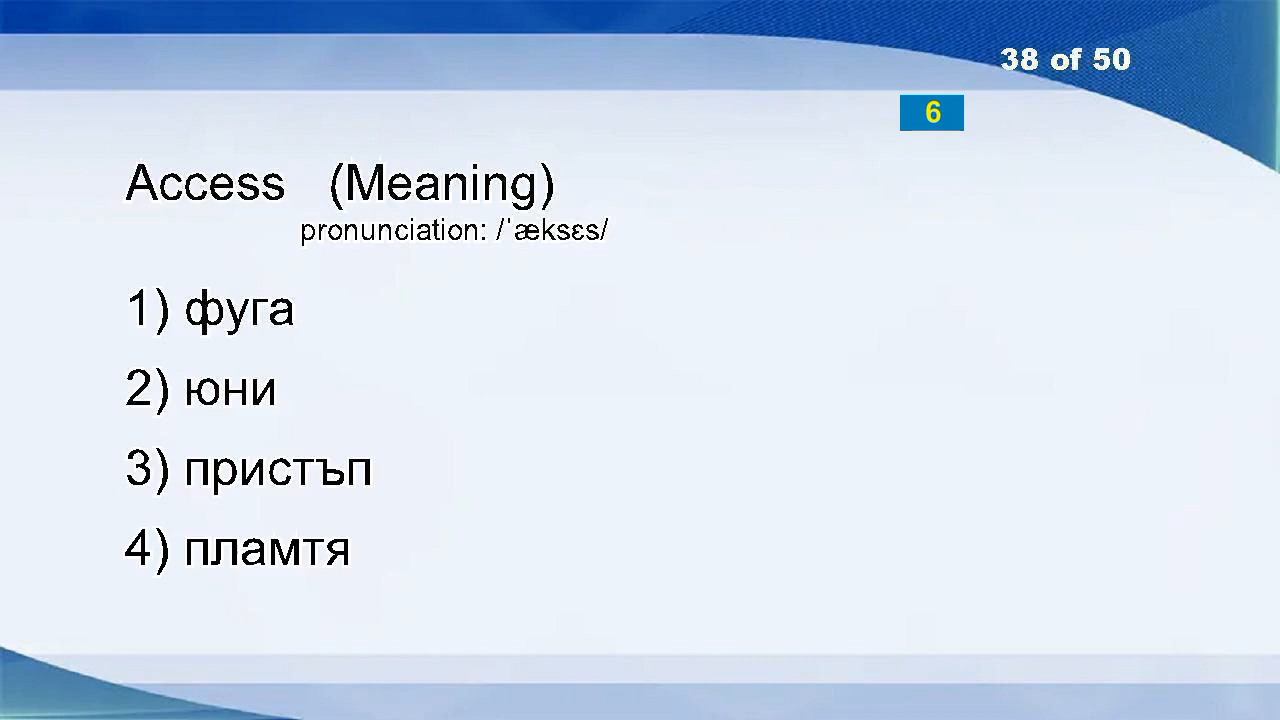 38 of 50
6
Access (Meaning)
pronunciation: /ˈæksɛs/
1) фуга
2) юни
3) пристъп
4) пламтя